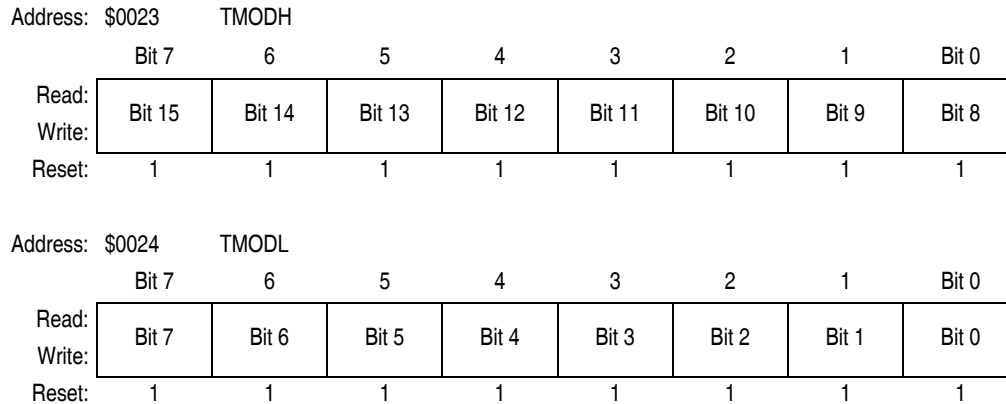 Address: $0023 TMODH
Bit 7 6 5 4 3 2 1 Bit 0
Read:
Bit 15 Bit 14 Bit 13 Bit 12 Bit 11 Bit 10 Bit 9 Bit 8
Write:
Reset: 1 1 1 1 1 1 1 1
Address: $0024 TMODL
Bit 7 6 5 4 3 2 1 Bit 0
Read:
Bit 7 Bit 6 Bit 5 Bit 4 Bit 3 Bit 2 Bit 1 Bit 0
Write:
Reset: 1 1 1 1 1 1 1 1